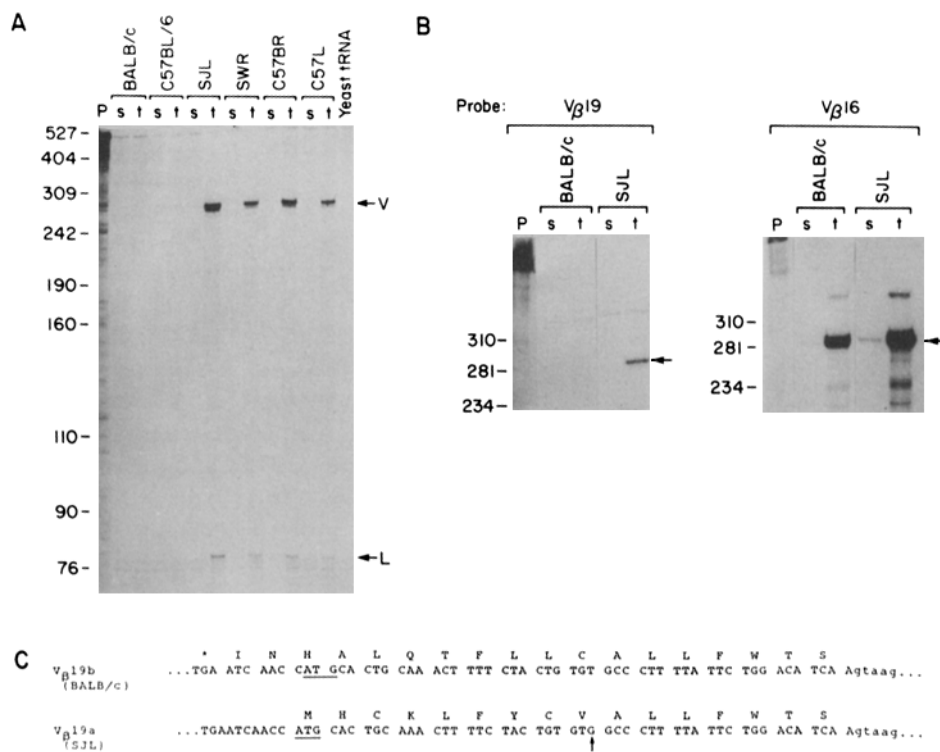 A
BALB/c C57BL/6 SJL SWR C57BR C57L Yeast tRNA
P s t s t s t s t s t s t
527
404
309
V
242
190
160
110
90
L
76
B
Probe: Vβ19 Vβ16
BALB/c SJL BALB/c SJL
P s t s t P s t s t
310 310
281 281
234 234
C
* I N H A L Q T F L L C A L L F W T S
Vβ19b ...TGA ATC AAC CAT GCA CTG CAA ACT TTT CTA CTG TGT GCC CTT TTA TTC TGG ACA TCA Agtaag...
(BALB/c)
M H C K L F Y C V A L L F W T S
Vβ19a ...TGAATCAACC ATG CAC TGC AAA CTT TTC TAC TGT GTG GCC CTT TTA TTC TGG ACA TCA Agtaag...
(SJL)